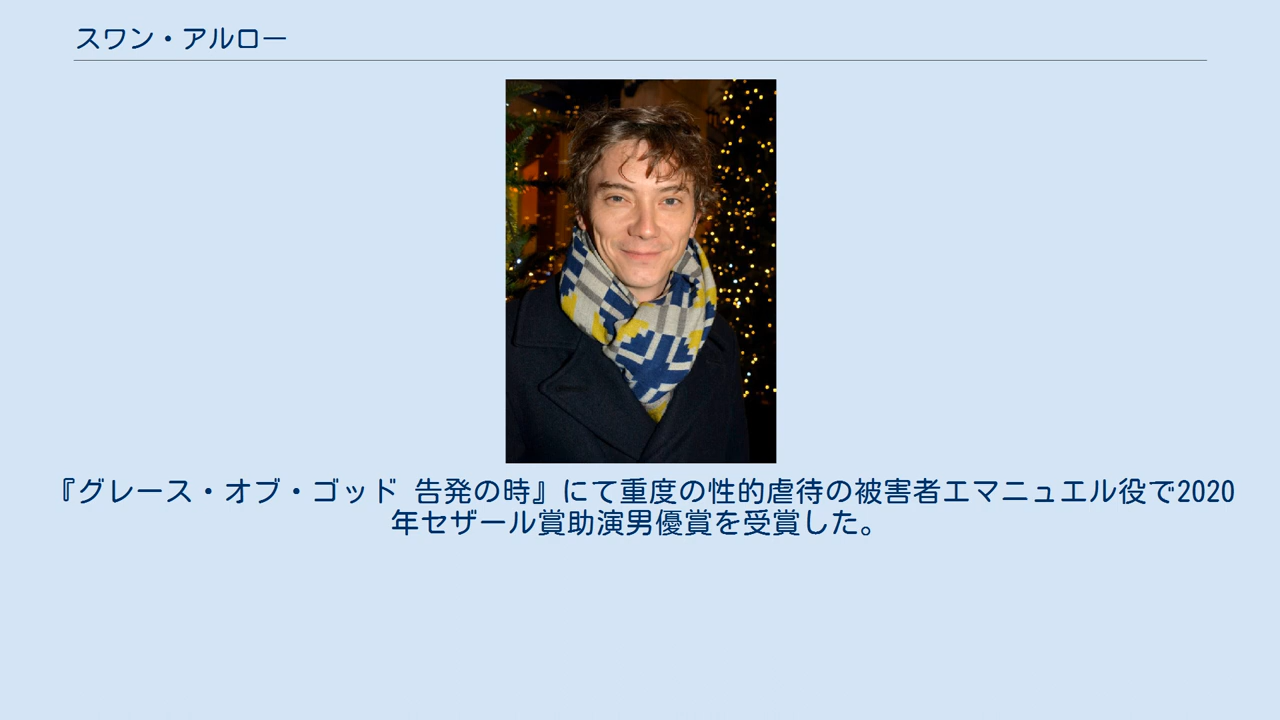 スワン・アルロー
『グレース・オブ・ゴッド 告発の時』にて重度の性的虐待の被害者エマニュエル役で2020
年セザール賞助演男優賞を受賞した。